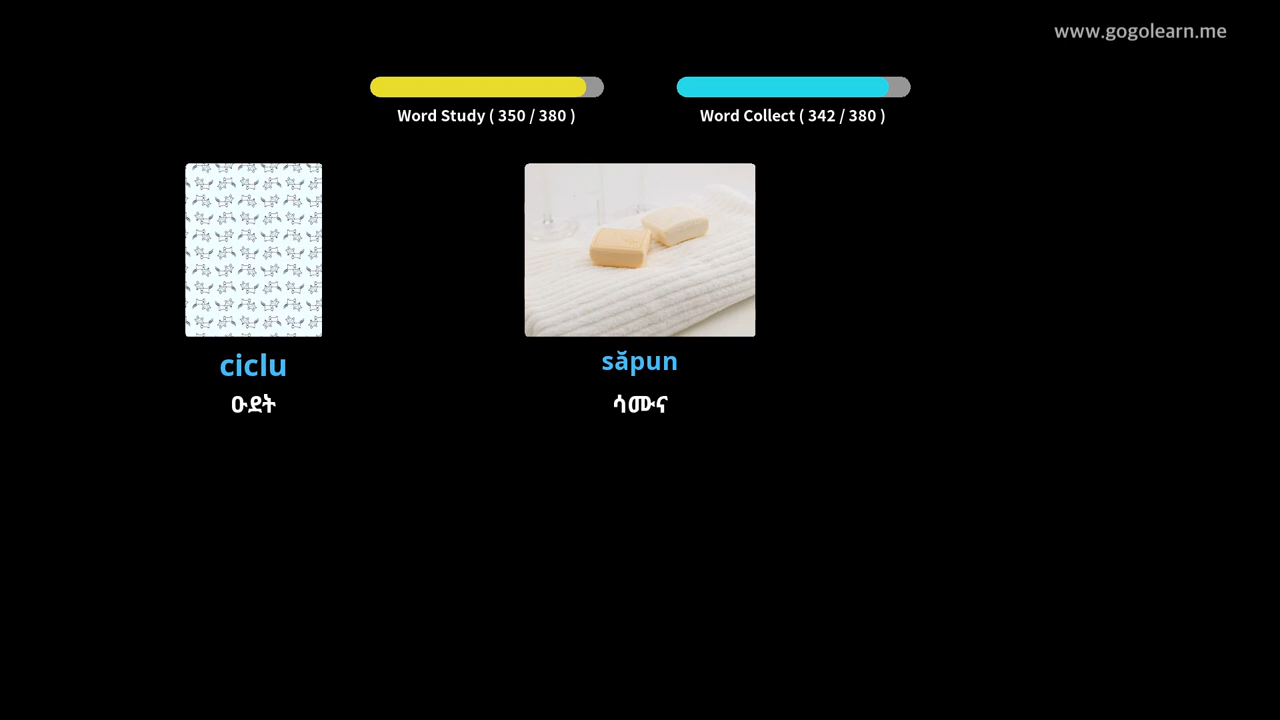 www.gogolearn.me
Word Study ( 350 / 380 )
Word Collect ( 342 / 380 )
ciclu
ዑደት
săpun
ሳሙና